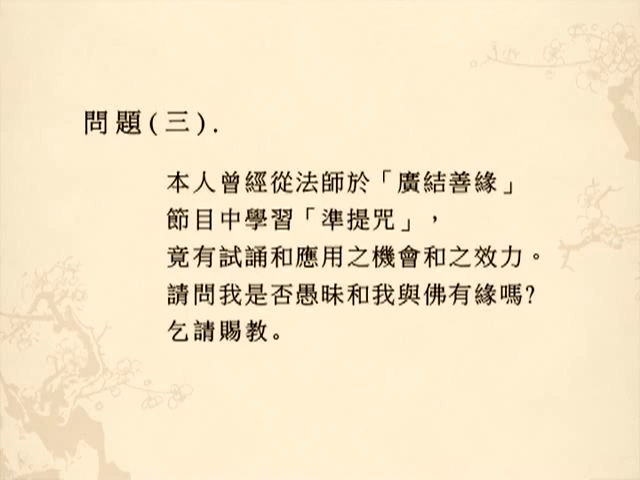 問題(三).
本人曾經從法師於「廣結善緣」
節目中學習「準提咒」，
竟有試誦和應用之機會和之效力。
請問我是否愚昧和我與佛有緣嗎?
乞請賜教。